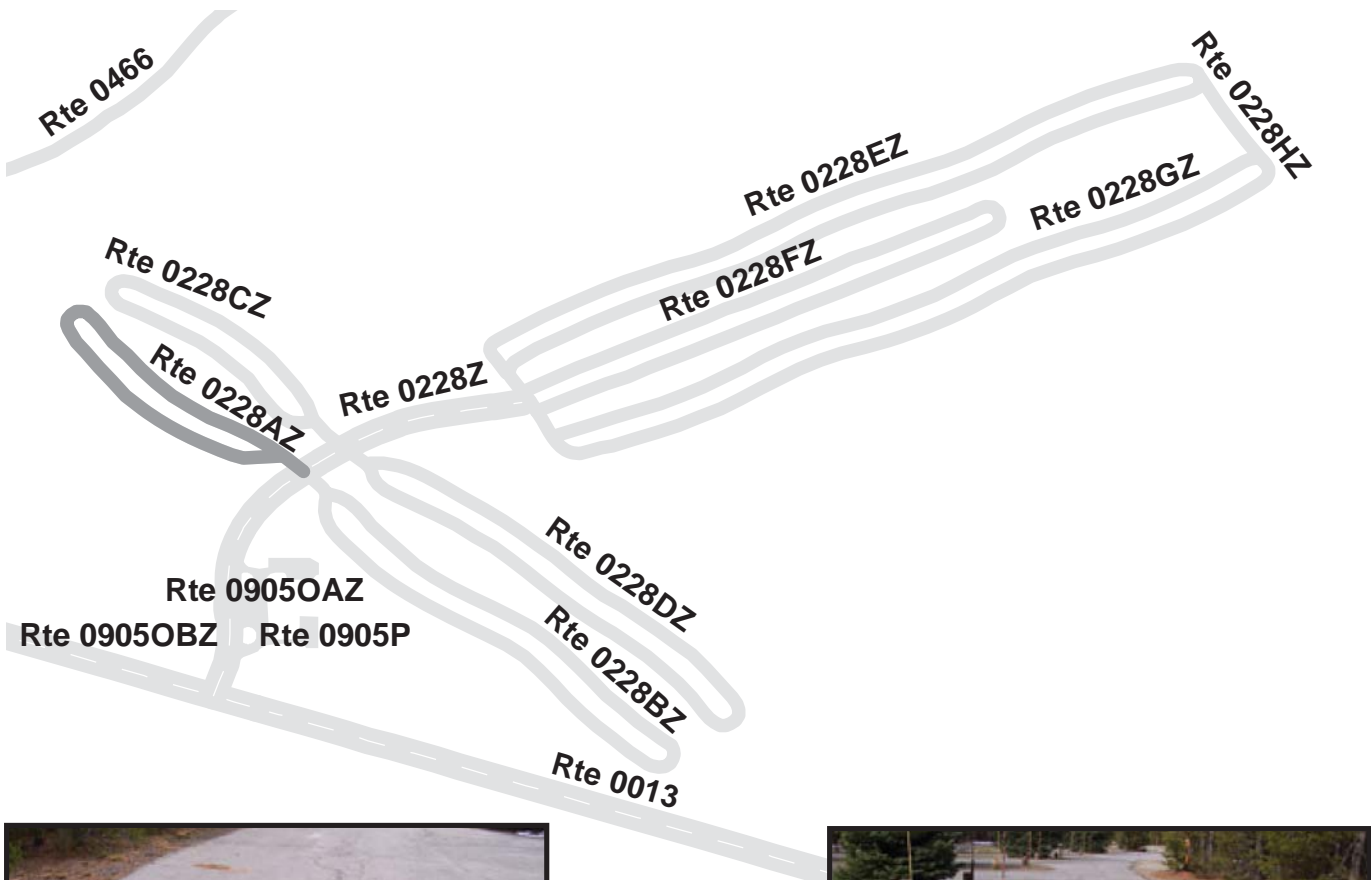 Rte 0466
Rte 0228HZ
Rte 0228EZ
Rte 0228GZ
Rte 0228CZ
Rte 0228FZ
Rte 0228AZ
Rte 0228Z
Rte 0228DZ
Rte 0905OAZ
Rte 0905OBZ Rte 0905P
Rte 0228BZ
Rte 0013